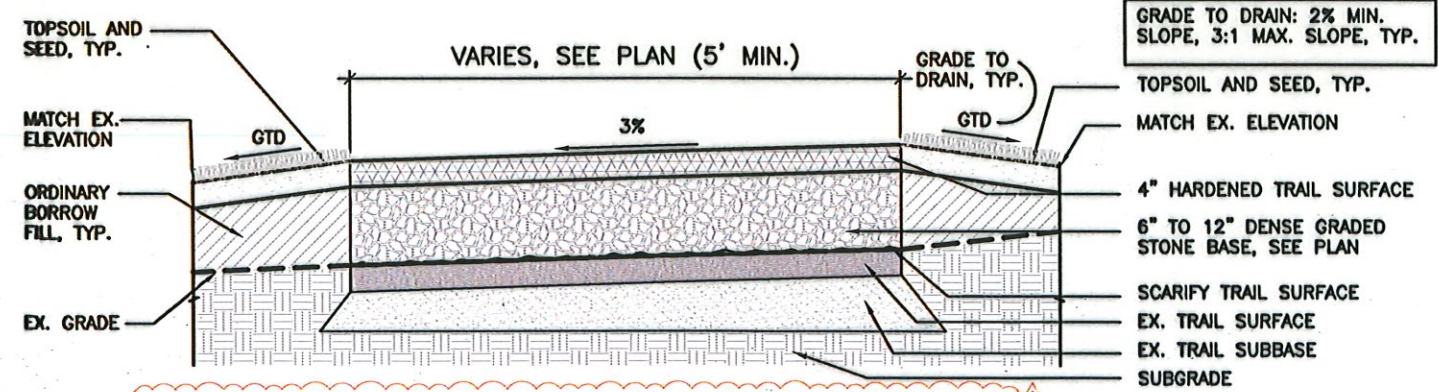 TOPSOIL AND
SEED, TYP.
VARIES, SEE PLAN (5' MIN.)
GRADE TO
DRAIN, TYP.
GRADE TO DRAIN: 2% MIN.
SLOPE, 3:1 MAX. SLOPE, TYP.
TOPSOIL AND SEED, TYP.
MATCH EX.
ELEVATION
GTD
3%
GTD
MATCH EX. ELEVATION
ORDINARY
BORROW
FILL, TYP.
4" HARDENED TRAIL SURFACE
6" TO 12" DENSE GRADED
STONE BASE, SEE PLAN
SCARIFY TRAIL SURFACE
EX. GRADE
EX. TRAIL SURFACE
EX. TRAIL SUBBASE
SUBGRADE